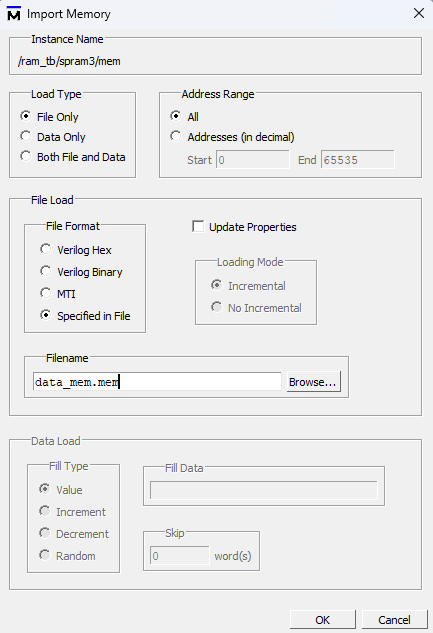 Import Memory
Instance Name
/ram_tb/spram3/mem
Load Type
File Only
Data Only
Both File and Data
Address Range
All
Addresses (in decimal)
Start 0 End 65535
File Load
File Format
Verilog Hex
Verilog Binary
MTI
Specified in File
Update Properties
Loading Mode
Incremental
No Incremental
Filename
data_mem.mem
Browse...
Data Load
Fill Type
Value
Increment
Decrement
Random
Fill Data
Skip
0 word(s)
OK Cancel